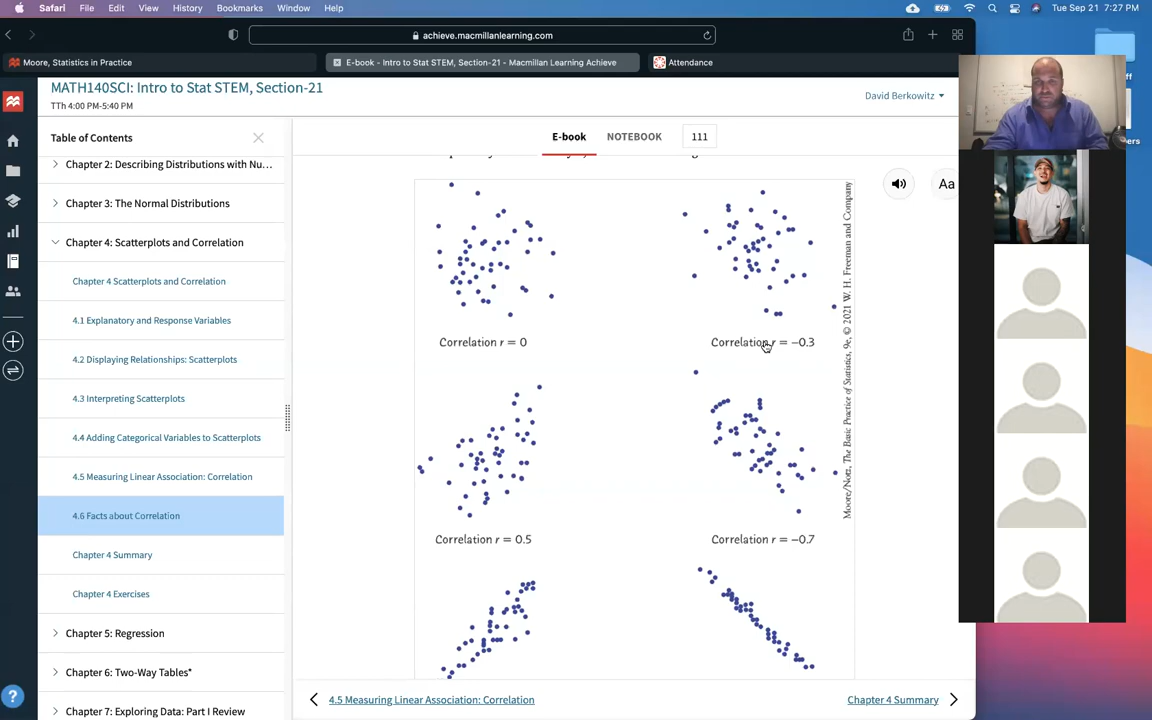 Safari File Edit View History Bookmarks Window Help
Tue Sep 21 7:27 PM
achieve.macmillanlearning.com
Moore, Statistics in Practice
E-book - Intro to Stat STEM, Section-21 - Macmillan Learning Achieve
Attendance
MATH140SCI: Intro to Stat STEM, Section-21
TTh 4:00 PM-5:40 PM
David Berkowitz
Table of Contents
Chapter 2: Describing Distributions with Nu...
Chapter 3: The Normal Distributions
Chapter 4: Scatterplots and Correlation
Chapter 4 Scatterplots and Correlation
4.1 Explanatory and Response Variables
4.2 Displaying Relationships: Scatterplots
4.3 Interpreting Scatterplots
4.4 Adding Categorical Variables to Scatterplots
4.5 Measuring Linear Association: Correlation
4.6 Facts about Correlation
Chapter 4 Summary
Chapter 4 Exercises
Chapter 5: Regression
Chapter 6: Two-Way Tables*
Chapter 7: Exploring Data: Part I Review
?
E-book
NOTEBOOK
111
Aa
Correlation r = 0
Correlation r = −0.3
Correlation r = 0.5
Correlation r = −0.7
Moore/Notz, The Basic Practice of Statistics, 9e, © 2021 W. H. Freeman and Company
4.5 Measuring Linear Association: Correlation
Chapter 4 Summary
ers